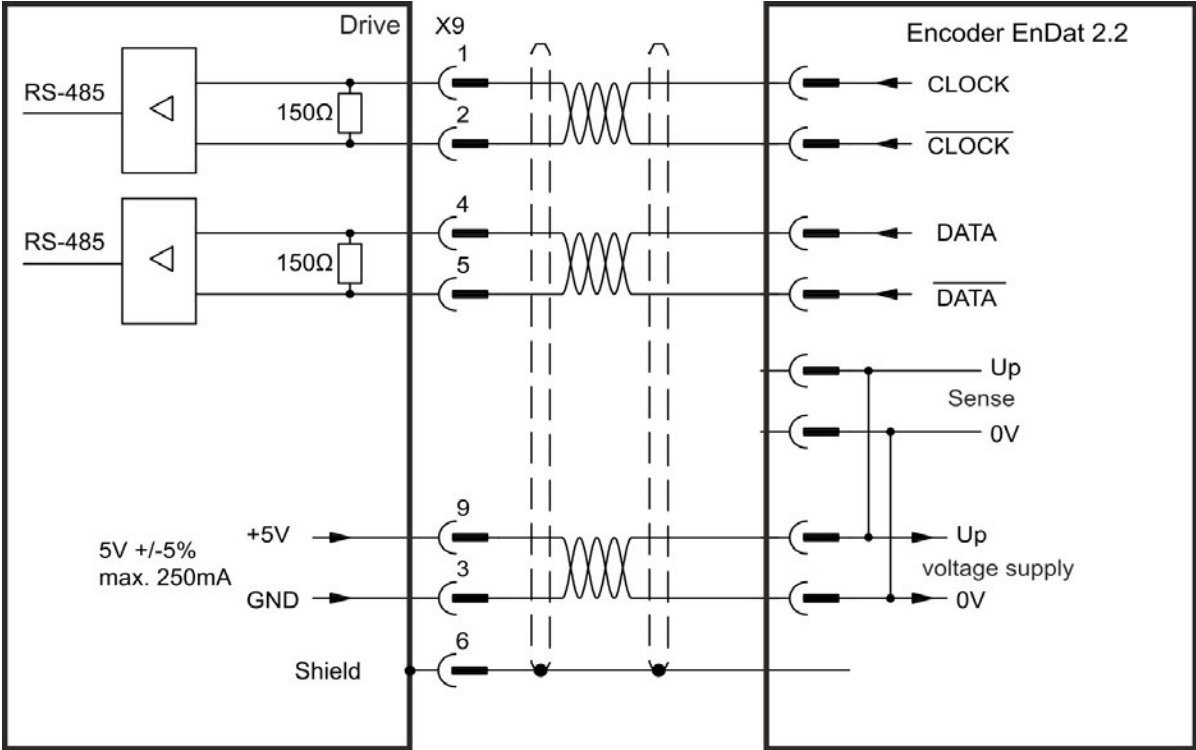 Drive
X9
Encoder EnDat 2.2
1
RS-485
150Ω
CLOCK
2
CLOCK
4
RS-485
150Ω
DATA
5
DATA
Up
Sense
0V
9
+5V
Up
5V +/-5%
max. 250mA
voltage supply
3
GND
0V
6
Shield